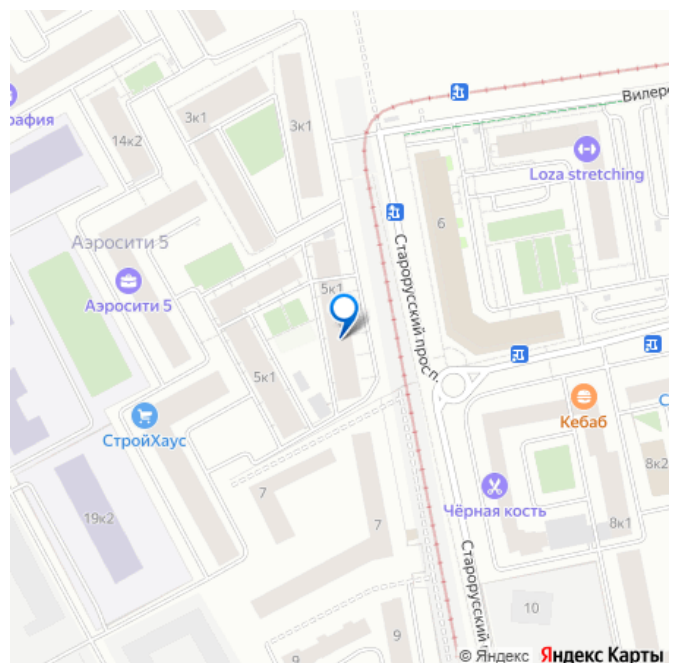 Вилер
рафия
3к1
3к1
14к2
Loza stretching
6
Аэросити 5
Аэросити 5
5к1
Старорусский просп.
5к1
Кебаб
СтройХаус
С
8к2
7
Чёрная кость
19к2
7
8к1
Старорусский
10
9
9
© Яндекс Яндекс Карты